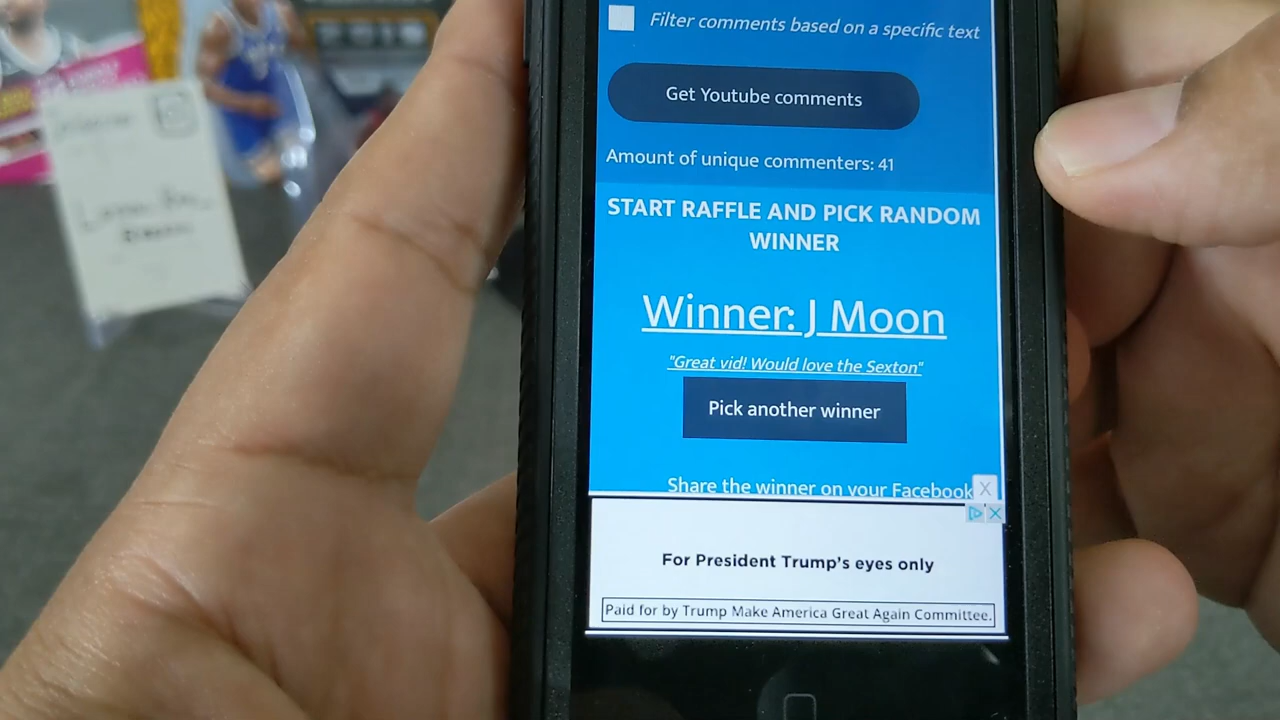 2019
Filter comments based on a specific text
Get Youtube comments
Amount of unique commenters: 41
START RAFFLE AND PICK RANDOM
WINNER
Winner: J Moon
"Great vid! Would love the Sexton"
Pick another winner
Share the winner on your Facebook
X
For President Trump's eyes only
Paid for by Trump Make America Great Again Committee.